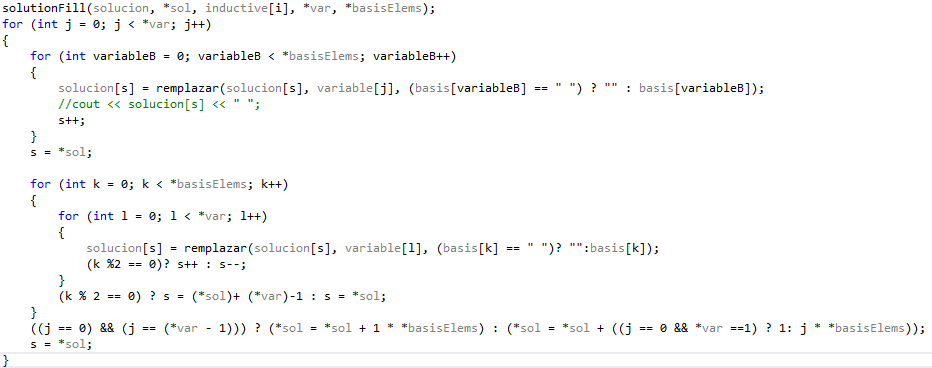 solutionFill(solucion, *sol, inductive[i], *var, *basisElems);
for (int j = 0; j < *var; j++)
{
    for (int variableB = 0; variableB < *basisElems; variableB++)
    {
        solucion[s] = remplazar(solucion[s], variable[j], (basis[variableB] == " ") ? "" : basis[variableB]);
        //cout << solucion[s] << " ";
        s++;
    }
    s = *sol;

    for (int k = 0; k < *basisElems; k++)
    {
        for (int l = 0; l < *var; l++)
        {
            solucion[s] = remplazar(solucion[s], variable[l], (basis[k] == " ")? "":basis[k]);
            (k %2 == 0)? s++ : s--;
        }
        (k % 2 == 0) ? s = (*sol)+ (*var)-1 : s = *sol;
    }
    ((j == 0) && (j == (*var - 1))) ? (*sol = *sol + 1 * *basisElems) : (*sol = *sol + ((j == 0 && *var ==1) ? 1: j * *basisElems));
    s = *sol;
}